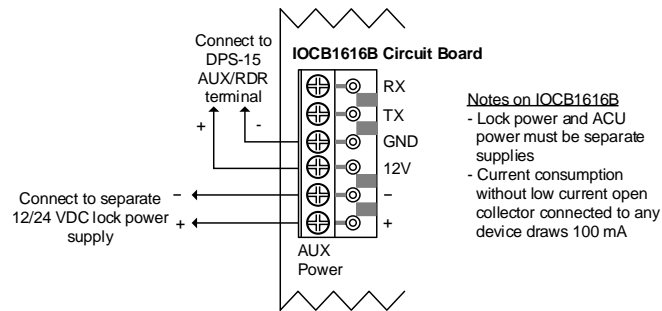 Connect to
DPS-15
AUX/RDR
terminal
+ -
IOCB1616B Circuit Board
RX
TX
GND
12V
Connect to separate
12/24 VDC lock power
supply
– –
+ +
AUX
Power
Notes on IOCB1616B
- Lock power and ACU
power must be separate
supplies
- Current consumption
without low current open
collector connected to any
device draws 100 mA